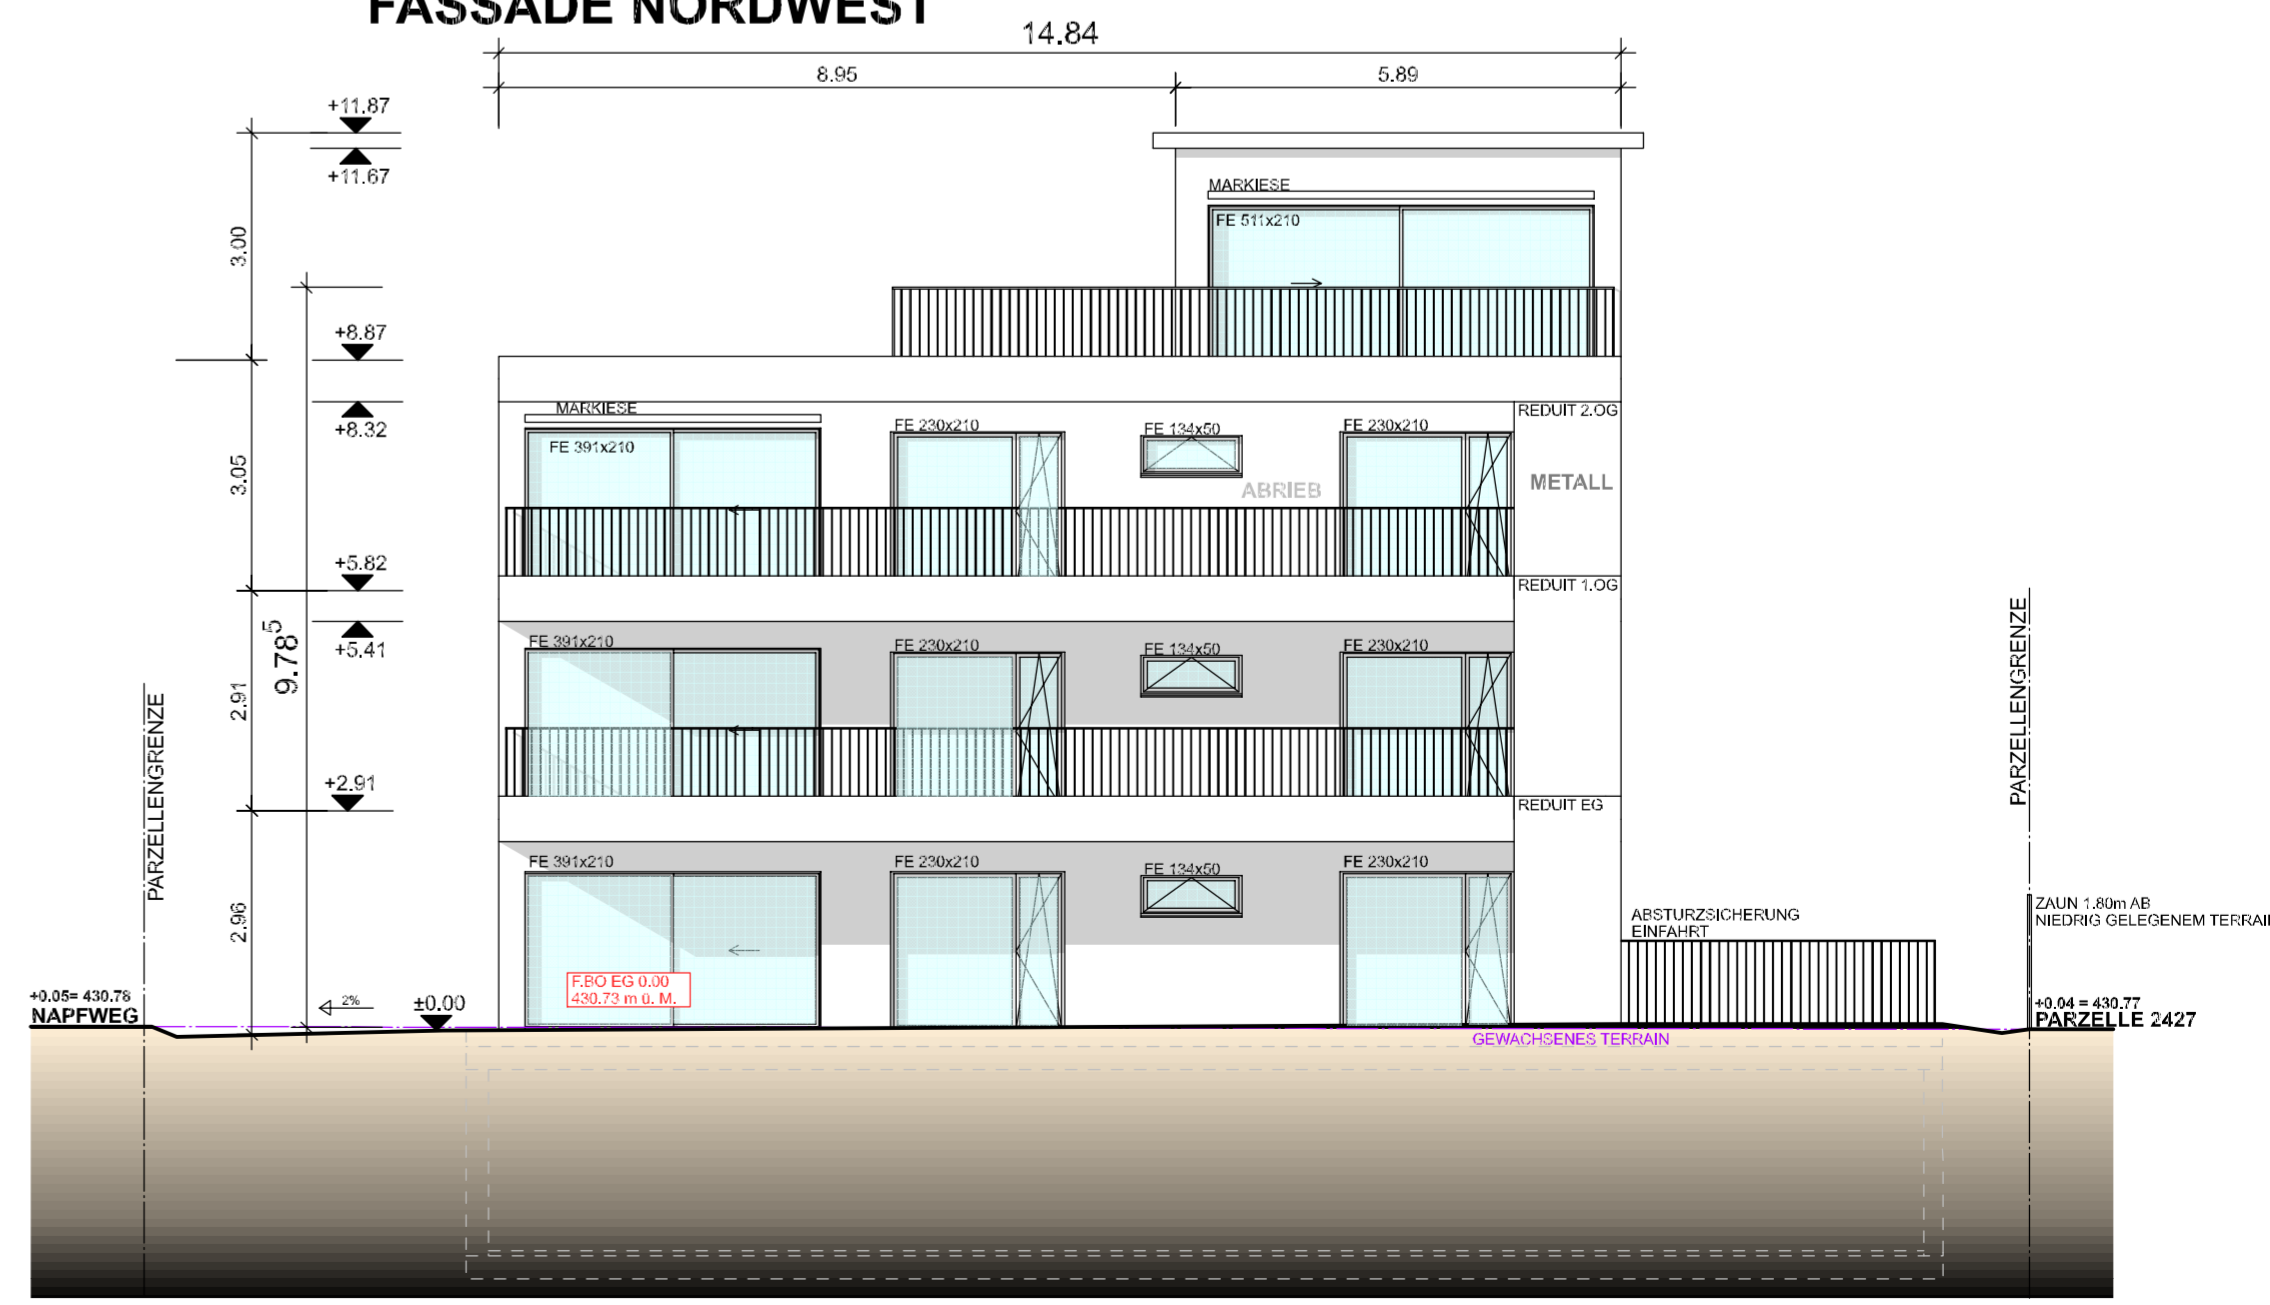 FASSADE NORDWEST
14.84
8.95
5.89
+11.87
+11.67
3.00
MARKIESE
FE 511x210
+8.87
+8.32
MARKIESE
FE 391x210
FE 230x210
FE 134x50
FE 230x210
REDUIT 2.OG
ABRIEB
METALL
3.05
+5.82
+5.41
9.78⁵
REDUIT 1.OG
FE 391x210
FE 230x210
FE 134x50
FE 230x210
2.91
+2.91
PARZELLENGRENZE
PARZELLENGRENZE
REDUIT EG
FE 391x210
FE 230x210
FE 134x50
FE 230x210
2.96
ABSTURZSICHERUNG
EINFAHRT
ZAUN 1.80m AB
NIEDRIG GELEGENEM TERRAI
F.BO EG 0.00
430.73 m ü. M.
+0.05= 430.78
NAPFWEG
2%
±0.00
+0.04 = 430.77
PARZELLE 2427
GEWACHSENES TERRAIN